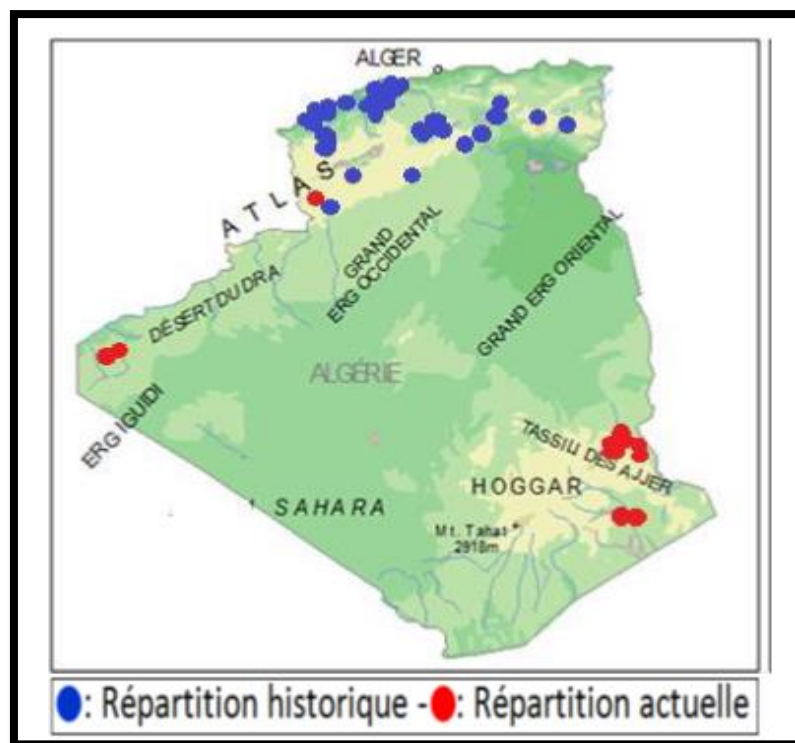 ALGER
ATLAS
GRAND
ERG OCCIDENTAL
DÉSERT DU DRA
GRAND ERG ORIENTAL
ALGÉRIE
ERG IGUIDI
TASSILI DES AJJER
HOGGAR
SAHARA
Mt. Tahat
2918m
: Répartition historique - : Répartition actuelle